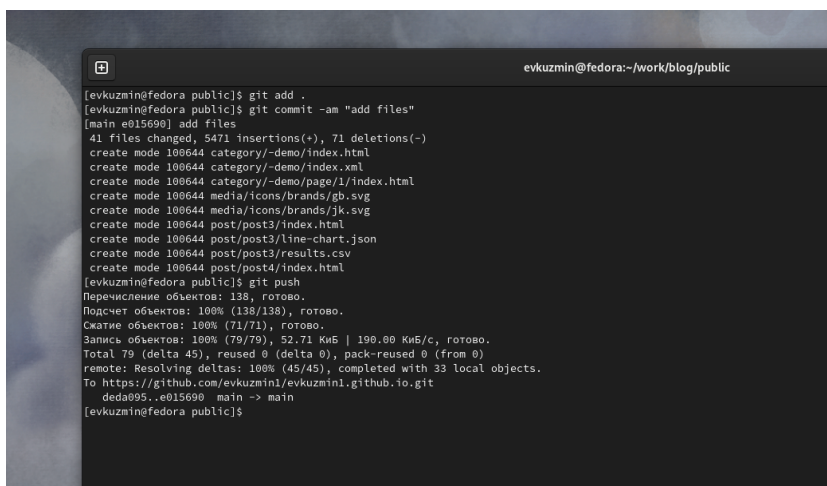 evkuzmin@fedora:~/work/blog/public
[evkuzmin@fedora public]$ git add .
[evkuzmin@fedora public]$ git commit -am "add files"
[main e015690] add files
 41 files changed, 5471 insertions(+), 71 deletions(-)
 create mode 100644 category/-demo/index.html
 create mode 100644 category/-demo/index.xml
 create mode 100644 category/-demo/page/1/index.html
 create mode 100644 media/icons/brands/gb.svg
 create mode 100644 media/icons/brands/jk.svg
 create mode 100644 post/post3/index.html
 create mode 100644 post/post3/line-chart.json
 create mode 100644 post/post3/results.csv
 create mode 100644 post/post4/index.html
[evkuzmin@fedora public]$ git push
Перечисление объектов: 138, готово.
Подсчет объектов: 100% (138/138), готово.
Сжатие объектов: 100% (71/71), готово.
Запись объектов: 100% (79/79), 52.71 КиБ | 190.00 КиБ/с, готово.
Total 79 (delta 45), reused 0 (delta 0), pack-reused 0 (from 0)
remote: Resolving deltas: 100% (45/45), completed with 33 local objects.
To https://github.com/evkuzmin1/evkuzmin1.github.io.git
   deda095..e015690  main -> main
[evkuzmin@fedora public]$